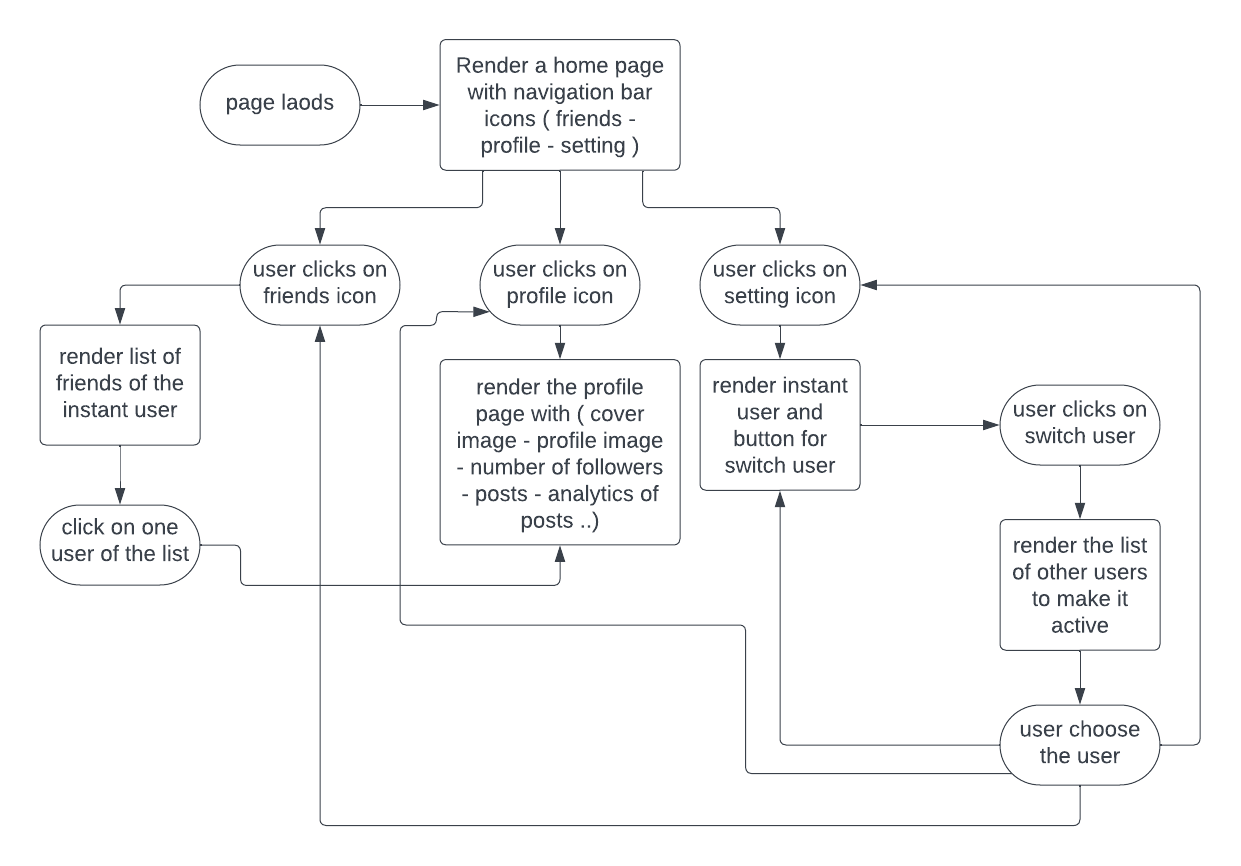 page laods
Render a home page
with navigation bar
icons ( friends -
profile - setting )
user clicks on
friends icon
user clicks on
profile icon
user clicks on
setting icon
render list of
friends of the
instant user
render the profile
page with ( cover
image - profile image
- number of followers
- posts - analytics of
posts ..)
render instant
user and
button for
switch user
user clicks on
switch user
click on one
user of the list
render the list
of other users
to make it
active
user choose
the user